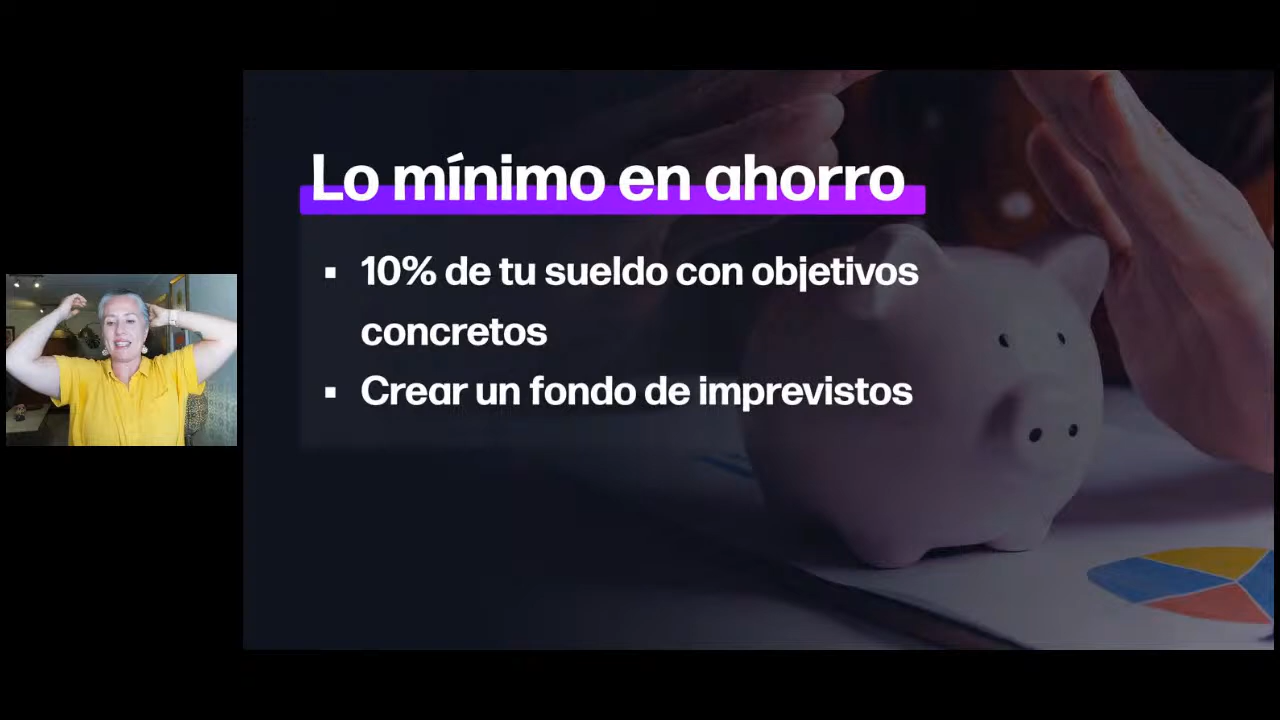 Lo mínimo en ahorro
▪ 10% de tu sueldo con objetivos
concretos
▪ Crear un fondo de imprevistos